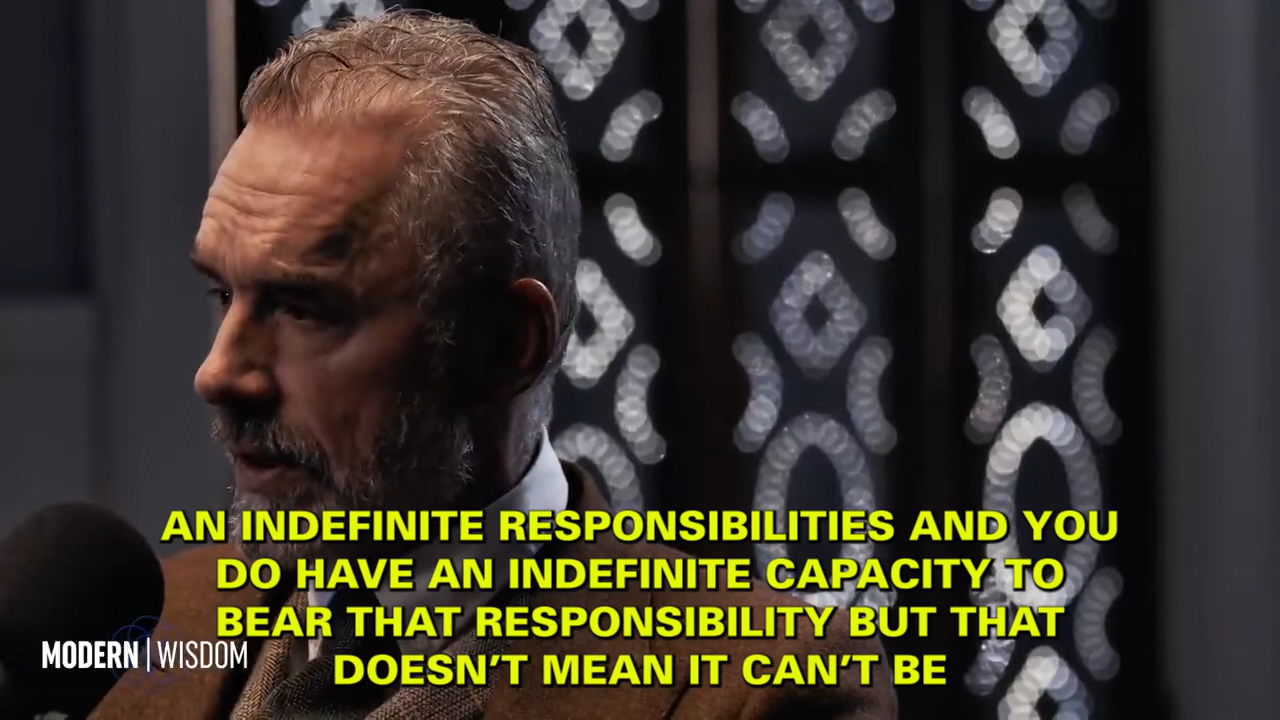 AN INDEFINITE RESPONSIBILITIES AND YOU
DO HAVE AN INDEFINITE CAPACITY TO
BEAR THAT RESPONSIBILITY BUT THAT
DOESN'T MEAN IT CAN'T BE
MODERN | WISDOM